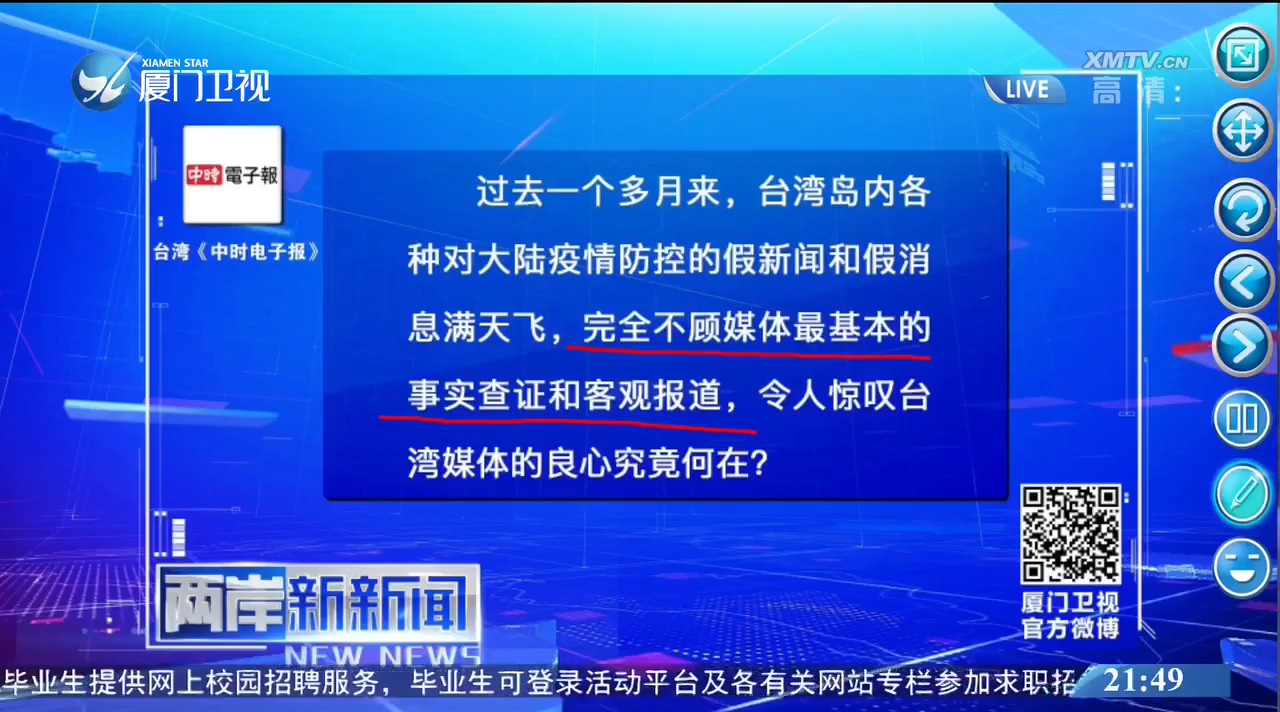 XIAMEN STAR
厦门卫视
XMTV.CN
LIVE
高 清:
中時 電子報
台湾《中时电子报》
过去一个多月来，台湾岛内各
种对大陆疫情防控的假新闻和假消
息满天飞，完全不顾媒体最基本的
事实查证和客观报道，令人惊叹台
湾媒体的良心究竟何在？
厦门卫视
官方微博
两岸新新闻
NEW NEWS
毕业生提供网上校园招聘服务，毕业生可登录活动平台及各有关网站专栏参加求职招
21:49